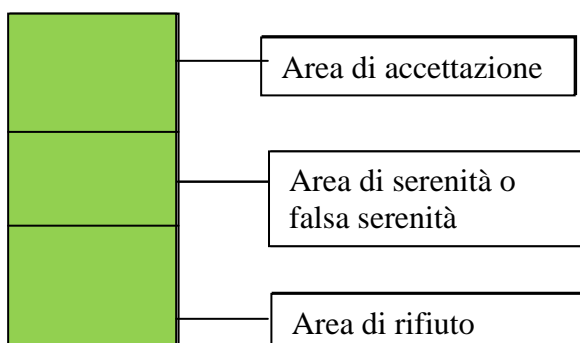 Area di accettazione
Area di serenità o
falsa serenità
Area di rifiuto